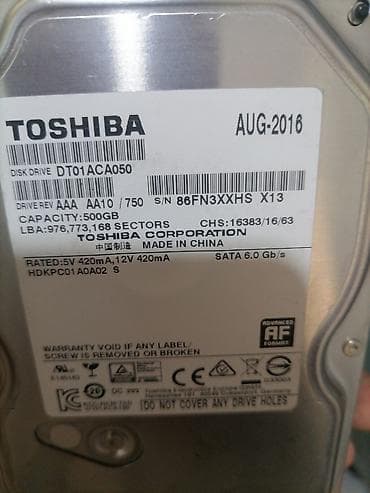 TOSHIBA
AUG-2016
DISK DRIVE DT01ACA050
DRIVE REV AAA AA10 / 750 S/N 86FN3XXHS X13
CAPACITY:500GB
LBA:976,773,168 SECTORS CHS:16383/16/63
TOSHIBA CORPORATION
中国制造 MADE IN CHINA
RATED:5V 420mA,12V 420mA SATA 6.0 Gb/s
HDKPC01A0A02 S
ADVANCED
AF
FORMAT
WARRANTY VOID IF ANY LABEL/
SCREW IS REMOVED OR BROKEN
DO NOT COVER ANY DRIVE HOLES